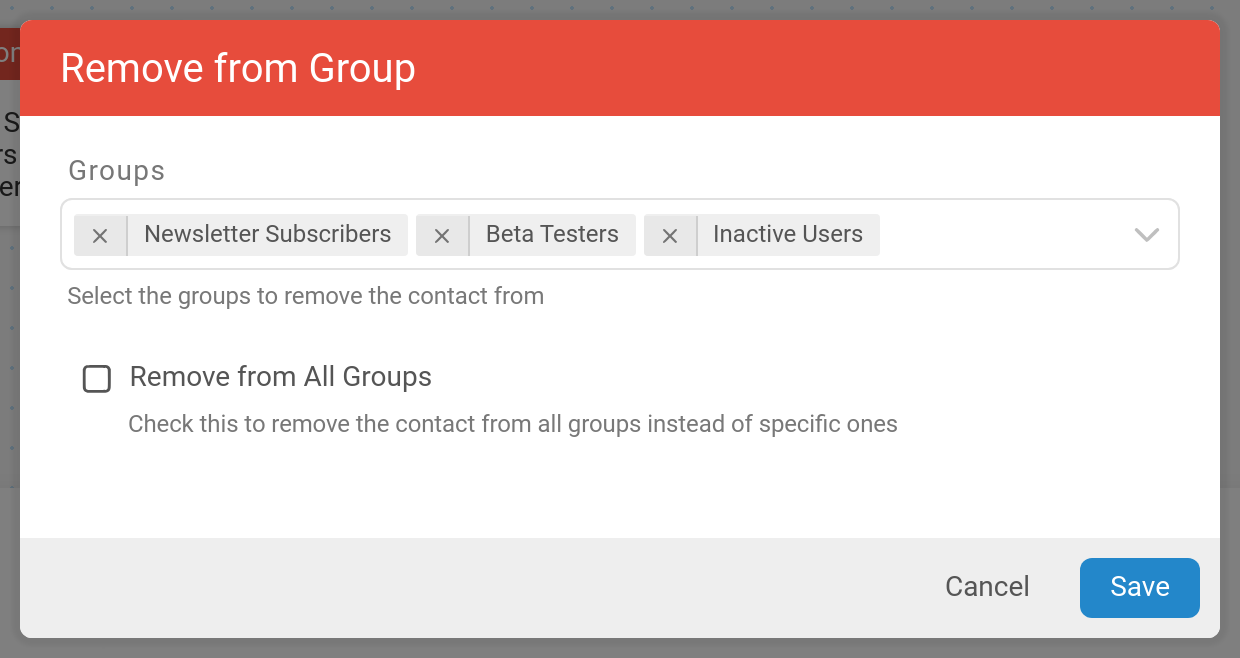 Remove from Group
Groups
Newsletter Subscribers
Beta Testers
Inactive Users
Select the groups to remove the contact from
Remove from All Groups
Check this to remove the contact from all groups instead of specific ones
Cancel
Save